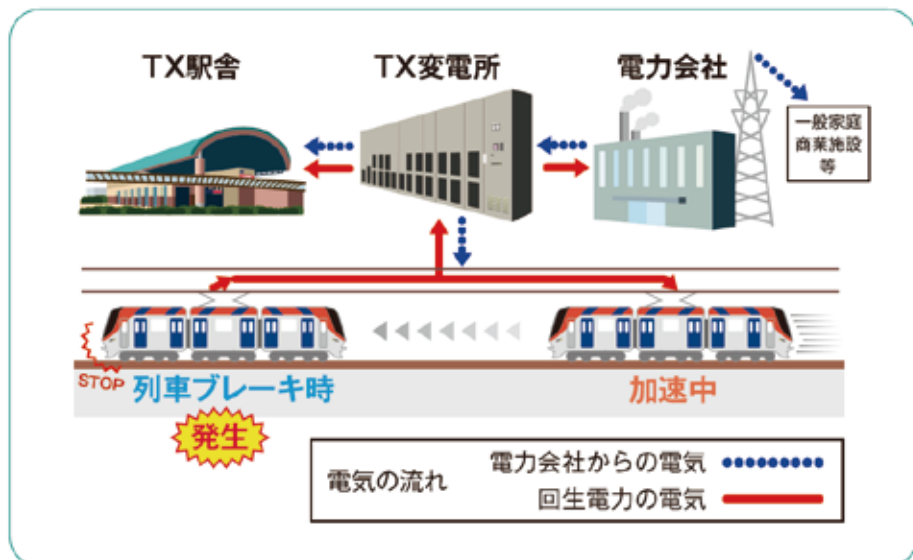 TX駅舎
TX変電所
電力会社
一般家庭
商業施設
等
STOP
列車ブレーキ時
加速中
発生
電気の流れ
電力会社からの電気
回生電力の電気